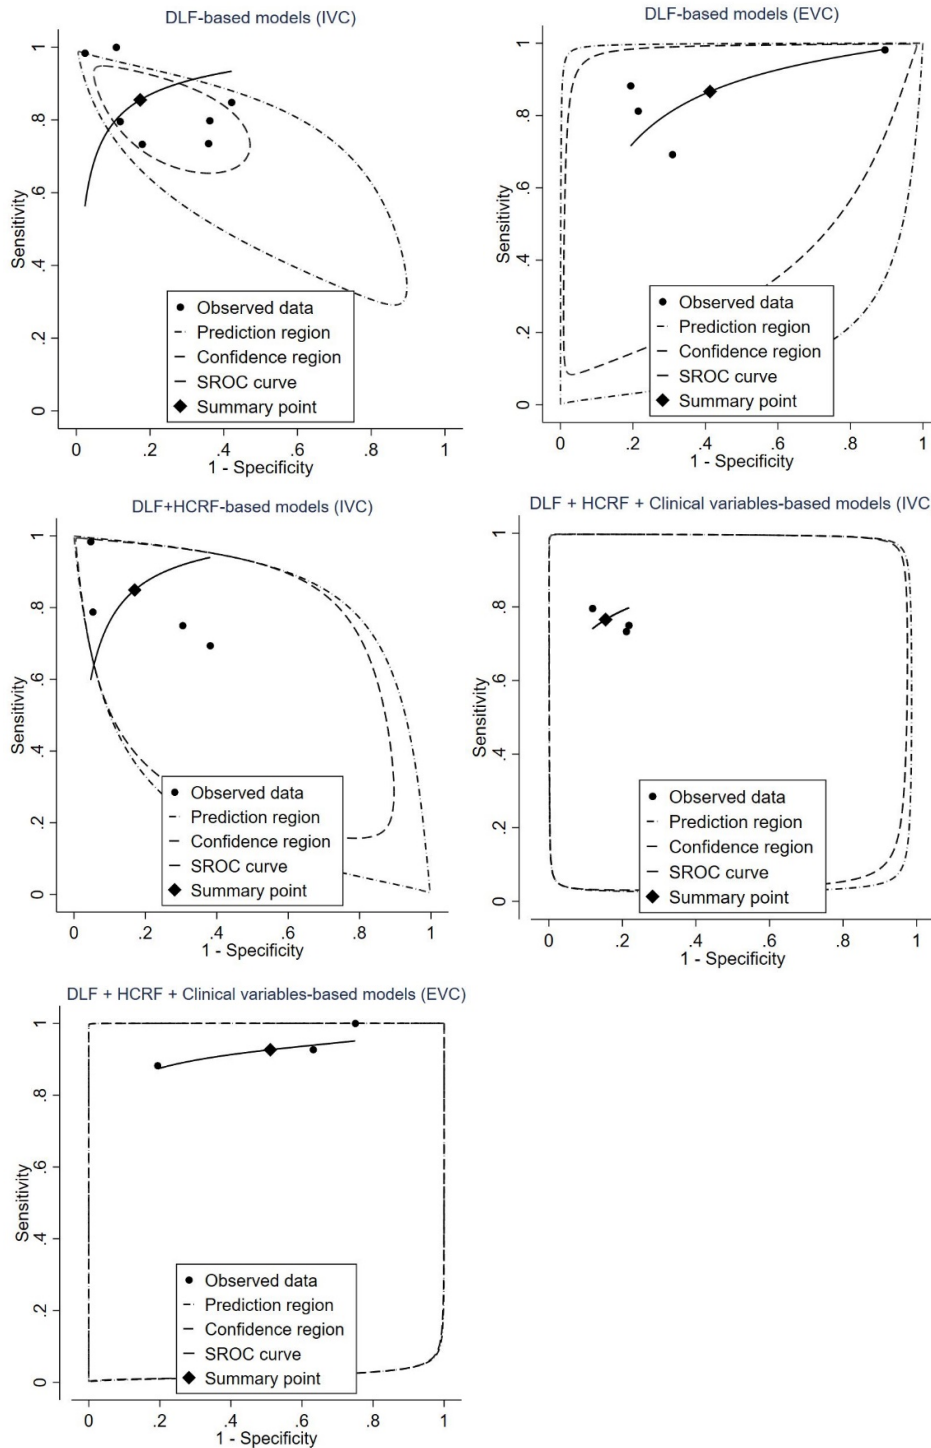 DLF-based models (IVC)
Sensitivity
1
.8
.6
.4
.2
0
Observed data
Prediction region
Confidence region
SROC curve
Summary point
0 .2 .4 .6 .8 1
1 - Specificity
DLF-based models (EVC)
Sensitivity
1
.8
.6
.4
.2
0
Observed data
Prediction region
Confidence region
SROC curve
Summary point
0 .2 .4 .6 .8 1
1 - Specificity
DLF+HCRF-based models (IVC)
Sensitivity
1
.8
.6
.4
.2
0
Observed data
Prediction region
Confidence region
SROC curve
Summary point
0 .2 .4 .6 .8 1
1 - Specificity
DLF + HCRF + Clinical variables-based models (IVC
Sensitivity
1
.8
.6
.4
.2
0
Observed data
Prediction region
Confidence region
SROC curve
Summary point
0 .2 .4 .6 .8 1
1 - Specificity
DLF + HCRF + Clinical variables-based models (EVC)
Sensitivity
1
.8
.6
.4
.2
0
Observed data
Prediction region
Confidence region
SROC curve
Summary point
0 .2 .4 .6 .8 1
1 - Specificity